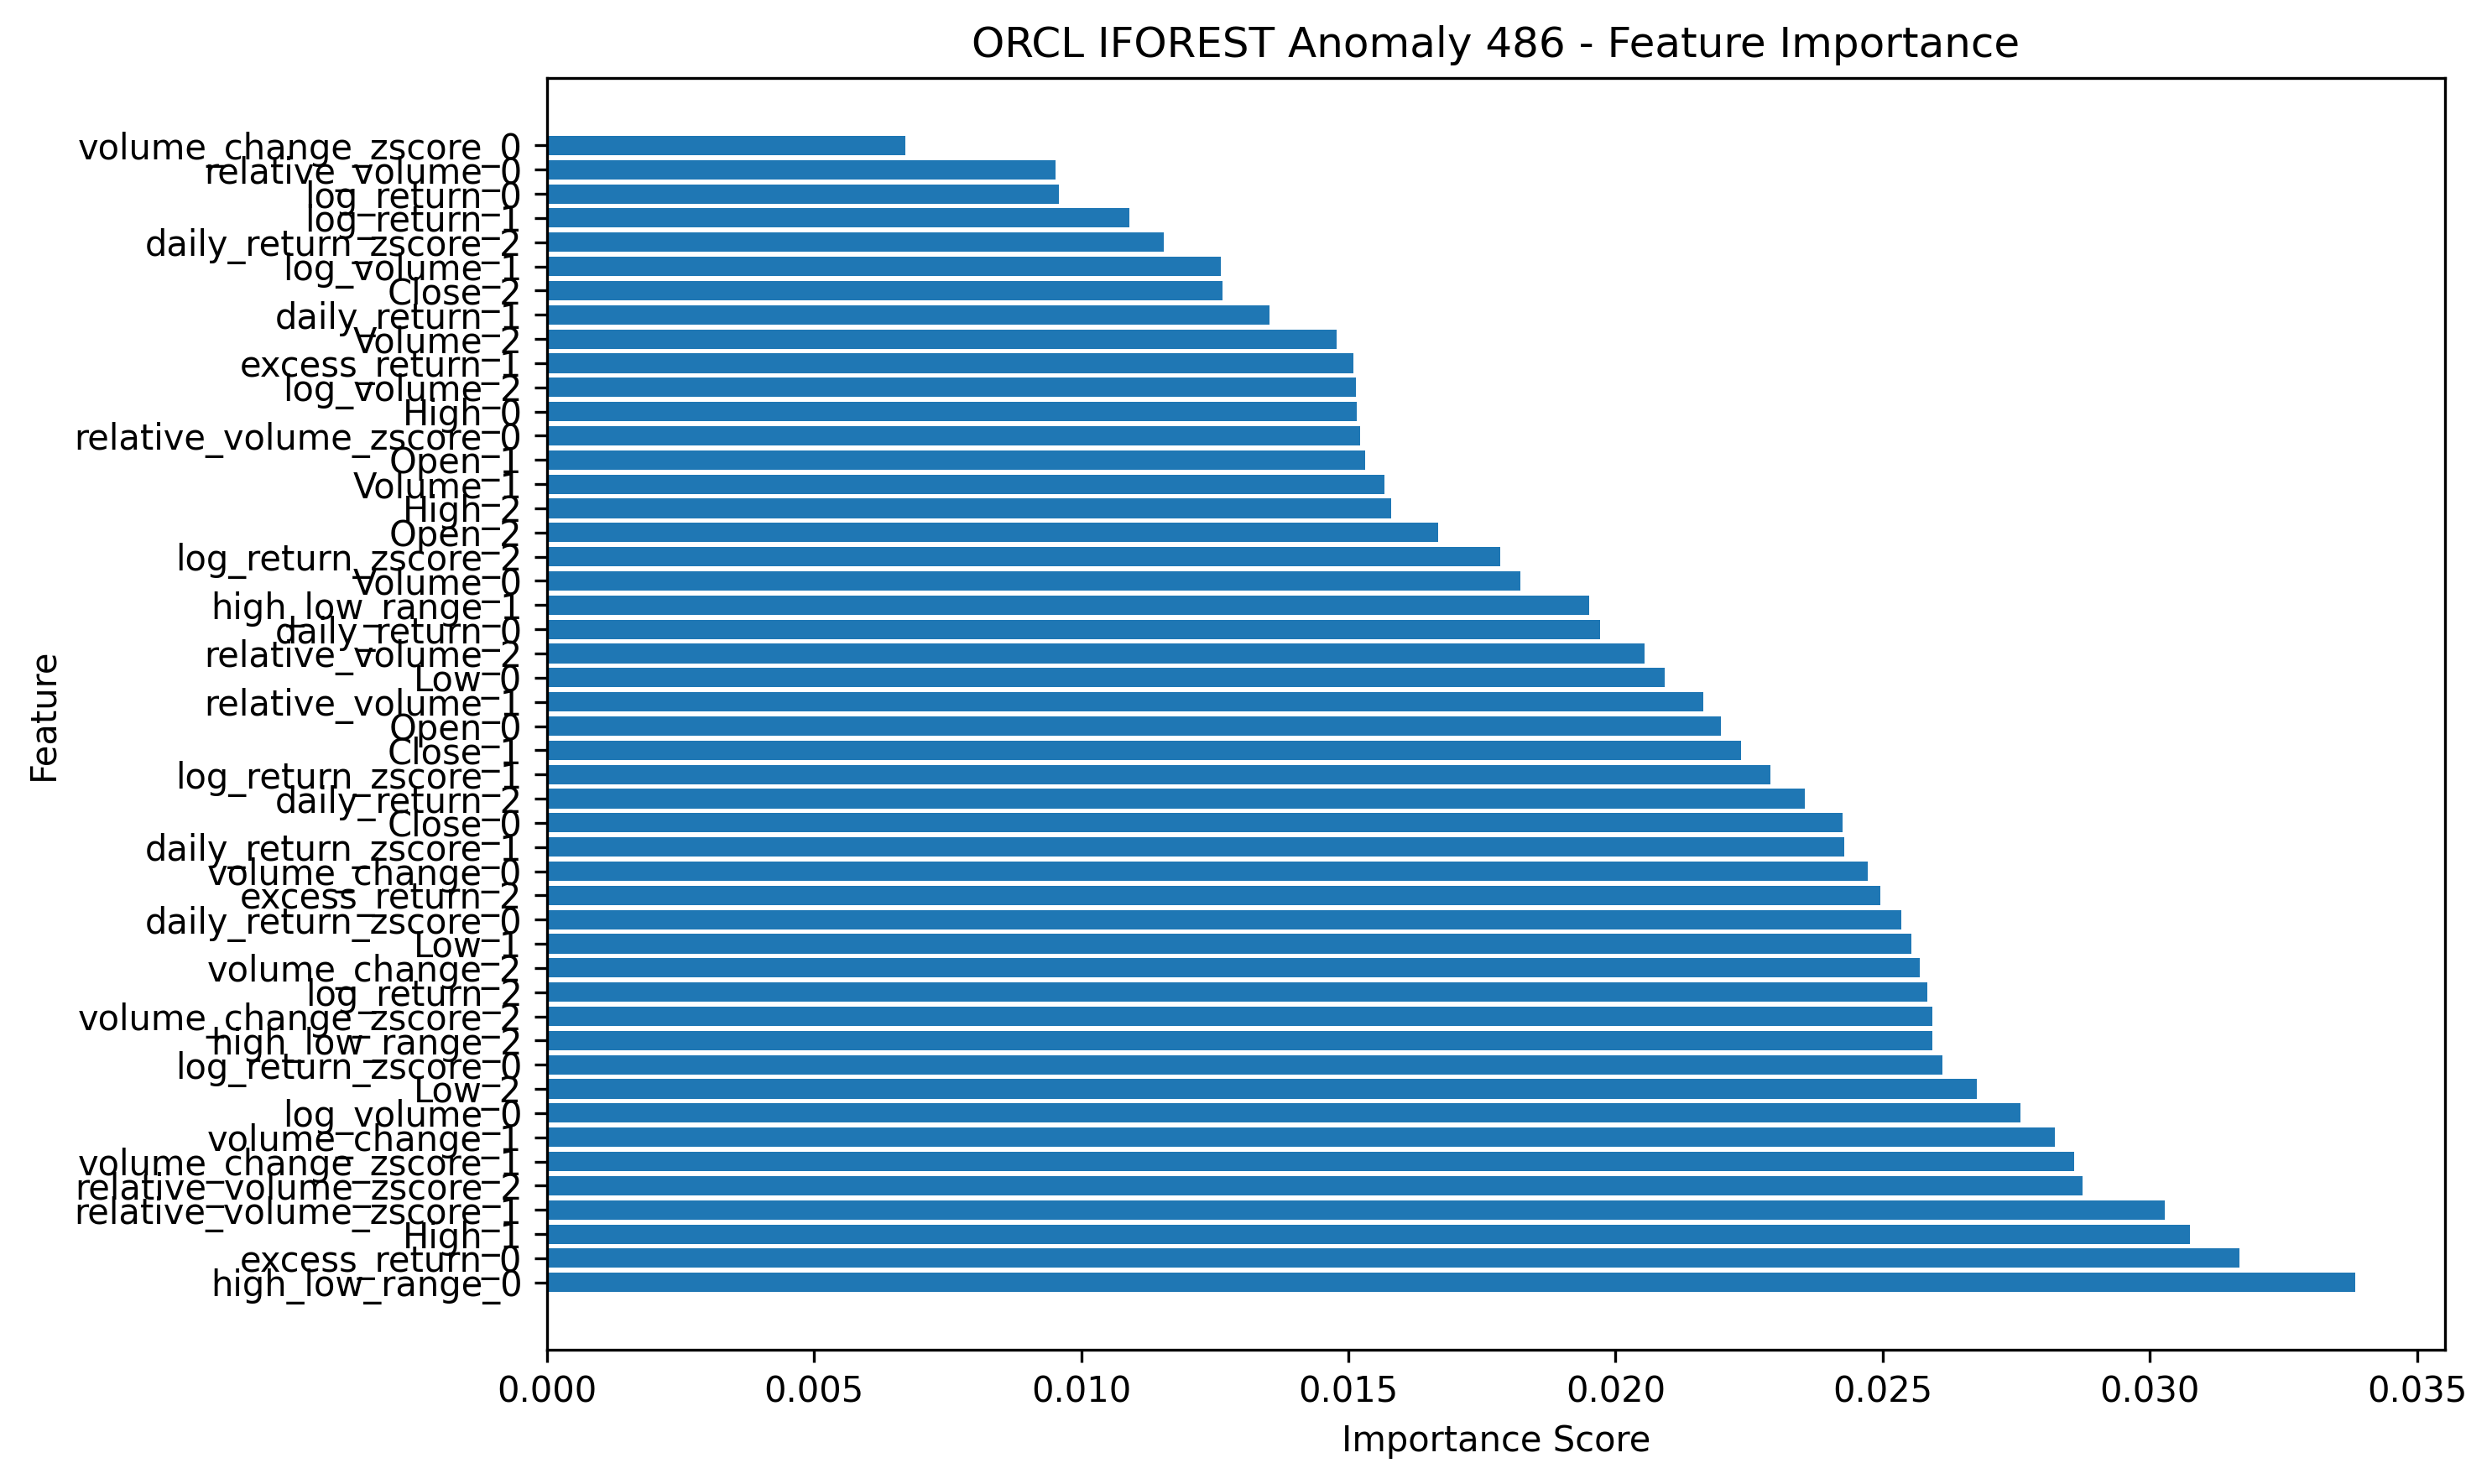 ORCL IFOREST Anomaly 486 - Feature Importance
volume_change_zscore_0
relative_volume_0
log_return_0
log_return_1
daily_return_zscore_2
log_volume_1
Close_2
daily_return_1
Volume_2
excess_return_1
log_volume_2
High_0
relative_volume_zscore_0
Open_1
Volume_1
High_2
Open_2
log_return_zscore_2
Volume_0
high_low_range_1
daily_return_0
relative_volume_2
Low_0
relative_volume_1
Open_0
Close_1
log_return_zscore_1
daily_return_2
Close_0
daily_return_zscore_1
volume_change_0
excess_return_2
daily_return_zscore_0
Low_1
volume_change_2
log_return_2
volume_change_zscore_2
high_low_range_2
log_return_zscore_0
Low_2
log_volume_0
volume_change_1
volume_change_zscore_1
relative_volume_zscore_2
relative_volume_zscore_1
High_1
excess_return_0
high_low_range_0
Feature
0.000 0.005 0.010 0.015 0.020 0.025 0.030 0.035
Importance Score